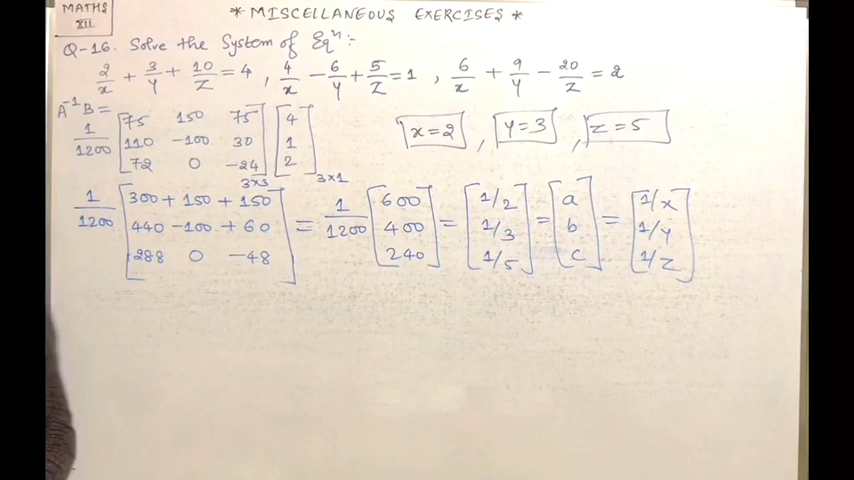 MATHS
XII
* MISCELLANEOUS EXERCISES *
Q-16. Solve the System of Eqⁿ :-
2/x + 3/y + 10/z = 4 , 4/x - 6/y + 5/z = 1 , 6/x + 9/y - 20/z = 2
A⁻¹B =
1/1200 [75 150 75; 110 -100 30; 72 0 -24]3×3 [4; 1; 2]3×1
x=2 , y=3 , z=5
1/1200 [300 + 150 + 150; 440 -100 + 60; 288 0 -48] = 1/1200 [600; 400; 240] = [1/2; 1/3; 1/5] = [a; b; c] = [1/x; 1/y; 1/z]